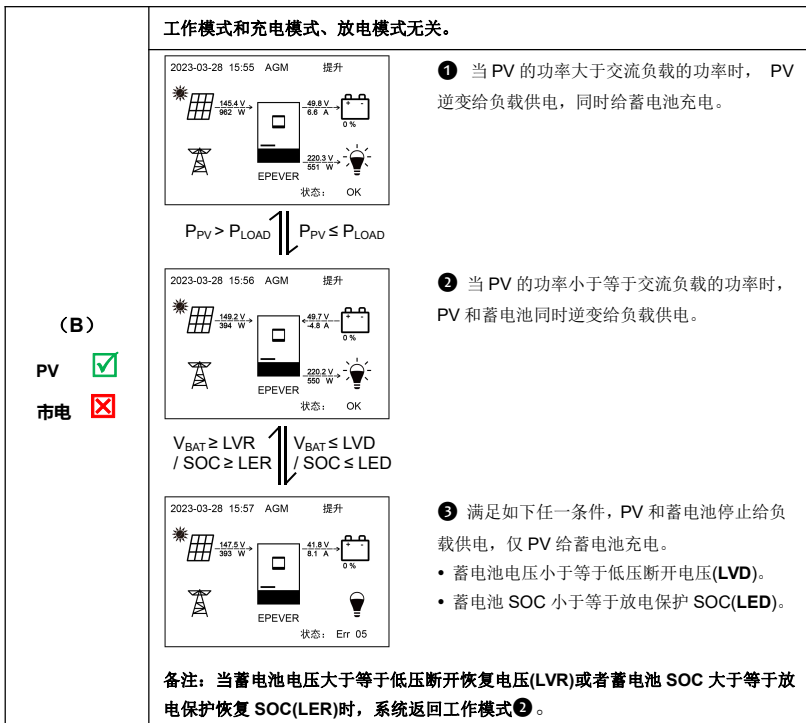 工作模式和充电模式、放电模式无关。
（B）
PV
市电
2023-03-28 15:55 AGM 提升
145.4 V
962 W
49.8 V
6.6 A
+ -
0 %
220.3 V
551 W
EPEVER
状态： OK
❶ 当 PV 的功率大于交流负载的功率时， PV
逆变给负载供电，同时给蓄电池充电。
P_PV > P_LOAD P_PV ≤ P_LOAD
2023-03-28 15:56 AGM 提升
149.2 V
394 W
49.7 V
-4.8 A
+ -
0 %
220.2 V
550 W
EPEVER
状态： OK
❷ 当 PV 的功率小于等于交流负载的功率时，
PV 和蓄电池同时逆变给负载供电。
V_BAT ≥ LVR V_BAT ≤ LVD
/ SOC ≥ LER / SOC ≤ LED
2023-03-28 15:57 AGM 提升
147.5 V
393 W
41.8 V
8.1 A
+ -
0 %
EPEVER
状态： Err 05
❸ 满足如下任一条件，PV 和蓄电池停止给负
载供电，仅 PV 给蓄电池充电。
• 蓄电池电压小于等于低压断开电压(LVD)。
• 蓄电池 SOC 小于等于放电保护 SOC(LED)。
备注：当蓄电池电压大于等于低压断开恢复电压(LVR)或者蓄电池 SOC 大于等于放
电保护恢复 SOC(LER)时，系统返回工作模式❷。